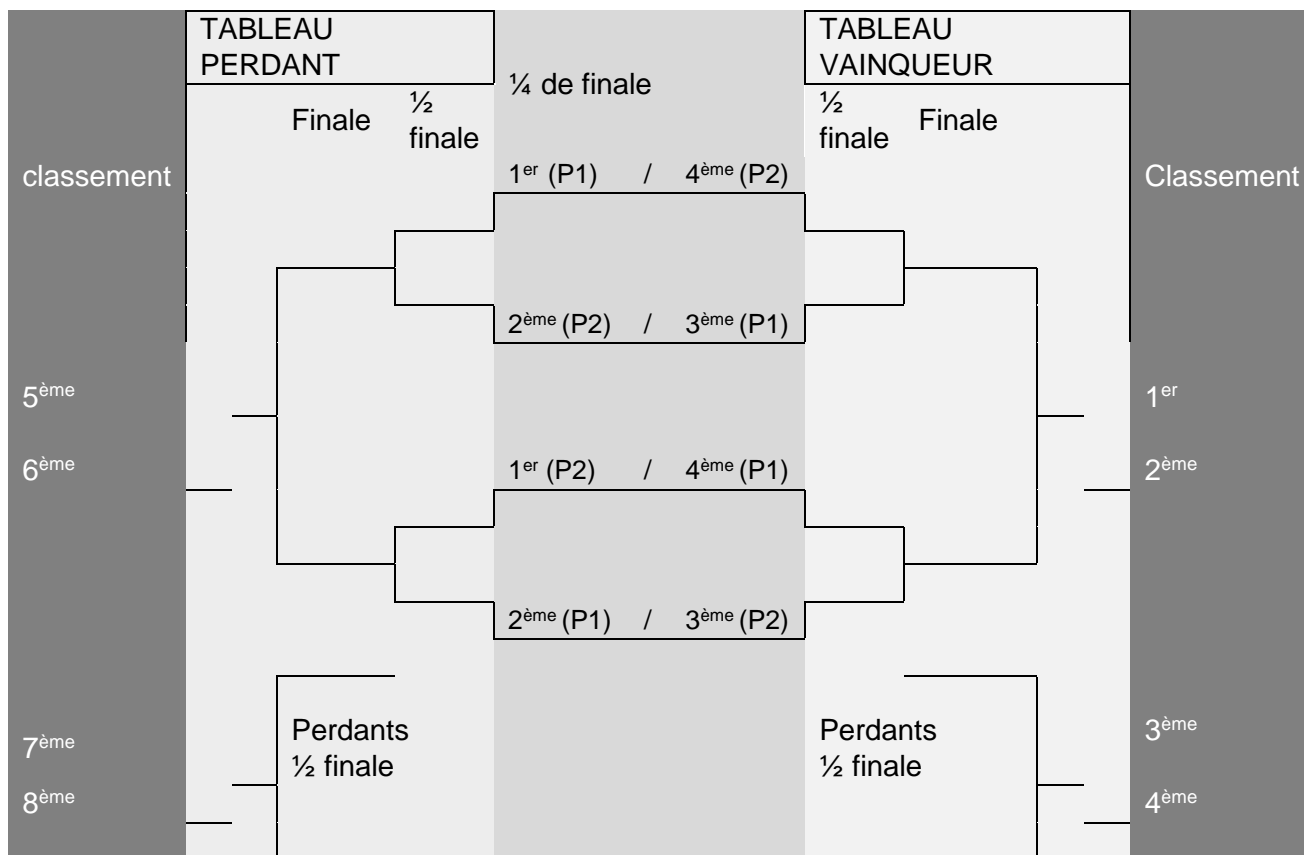 TABLEAU
PERDANT
¼ de finale
TABLEAU
VAINQUEUR
Finale
½
finale
½
finale
Finale
classement
1er (P1) / 4ème (P2)
Classement
2ème (P2) / 3ème (P1)
5ème
1er
6ème
1er (P2) / 4ème (P1)
2ème
2ème (P1) / 3ème (P2)
7ème
Perdants
½ finale
Perdants
½ finale
3ème
8ème
4ème